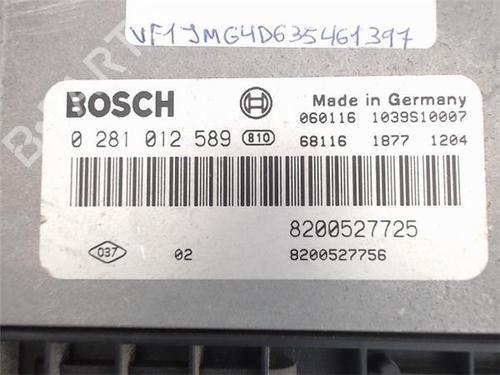 VF1JMG4D635461397
BOSCH
Made in Germany
060116 1039S10007
0 281 012 589 810
68116 1877 1204
8200527725
037 02 8200527756